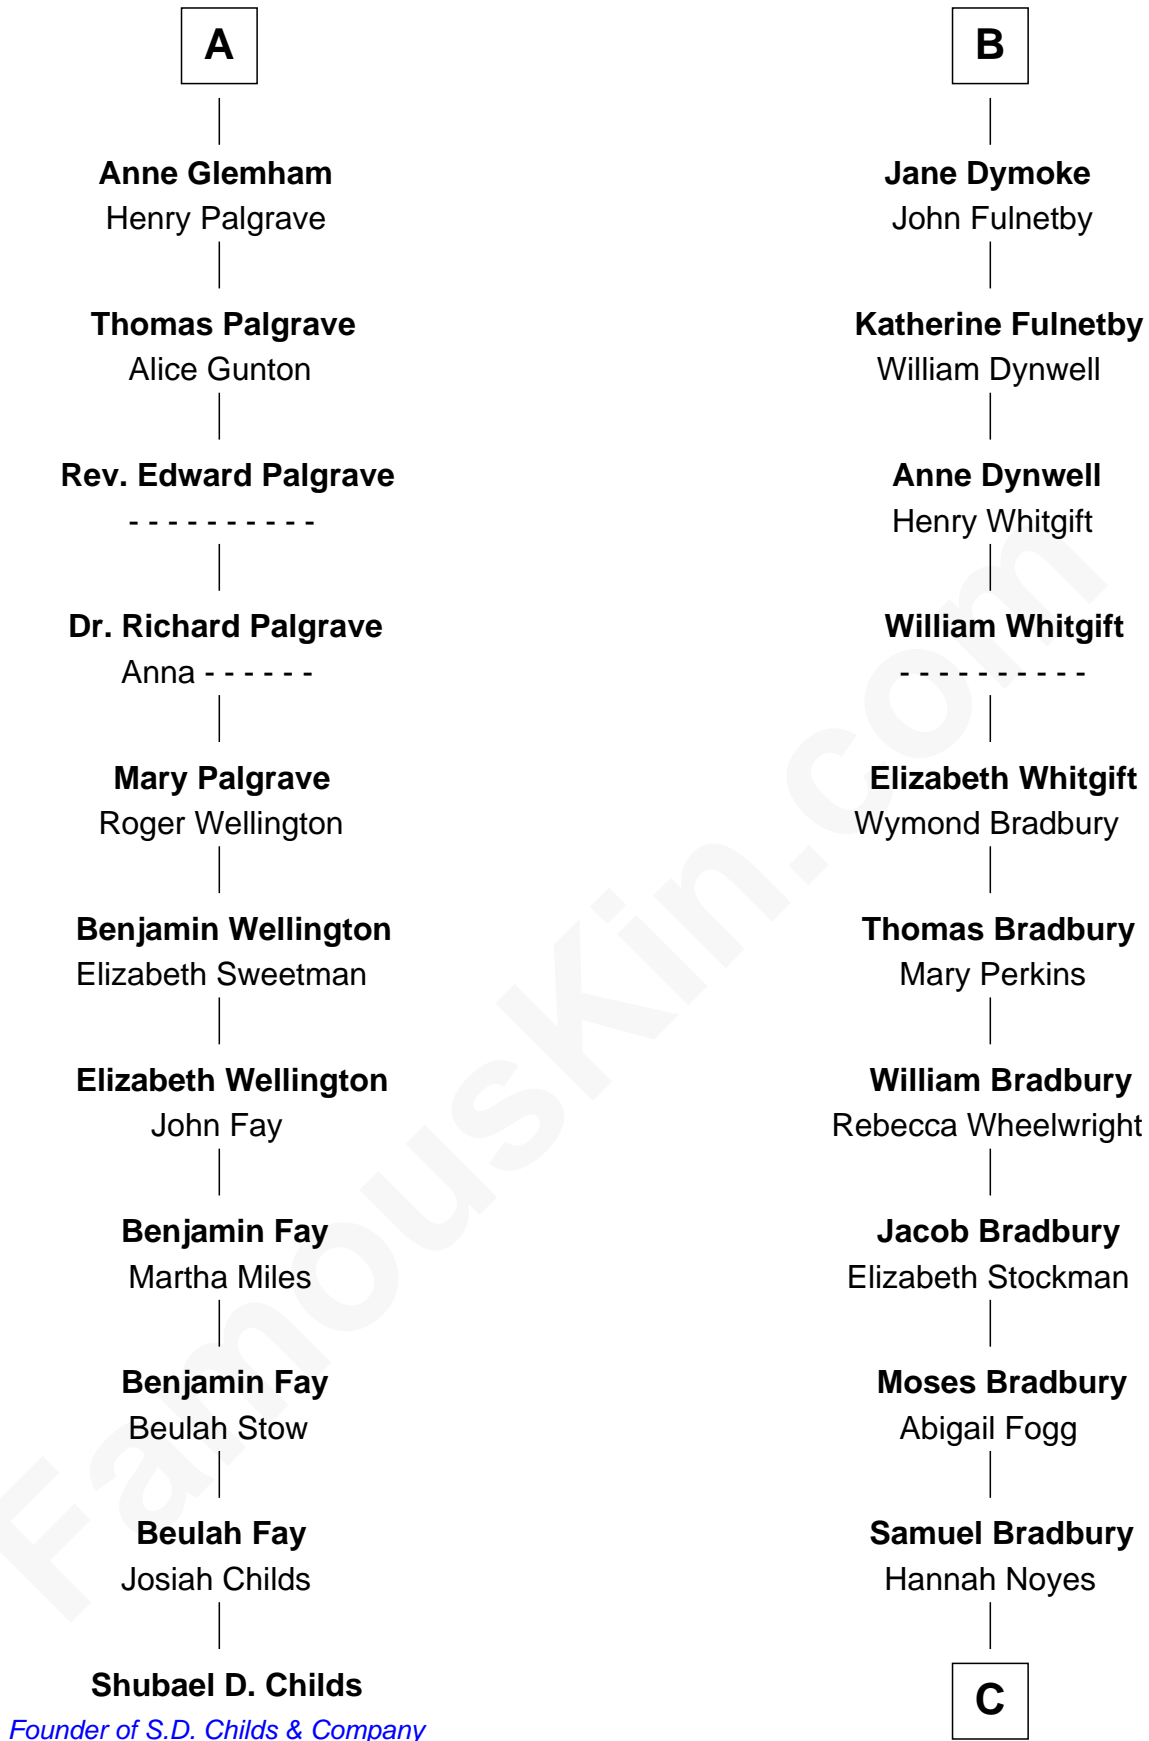 A
Anne Glemham
Henry Palgrave
Thomas Palgrave
Alice Gunton
Rev. Edward Palgrave
- - - - - - - - - -
Dr. Richard Palgrave
Anna - - - - - -
Mary Palgrave
Roger Wellington
Benjamin Wellington
Elizabeth Sweetman
Elizabeth Wellington
John Fay
Benjamin Fay
Martha Miles
Benjamin Fay
Beulah Stow
Beulah Fay
Josiah Childs
Shubael D. Childs
Founder of S.D. Childs & Company
B
Jane Dymoke
John Fulnetby
Katherine Fulnetby
William Dynwell
Anne Dynwell
Henry Whitgift
William Whitgift
- - - - - - - - - -
Elizabeth Whitgift
Wymond Bradbury
Thomas Bradbury
Mary Perkins
William Bradbury
Rebecca Wheelwright
Jacob Bradbury
Elizabeth Stockman
Moses Bradbury
Abigail Fogg
Samuel Bradbury
Hannah Noyes
C
FamousKin.com